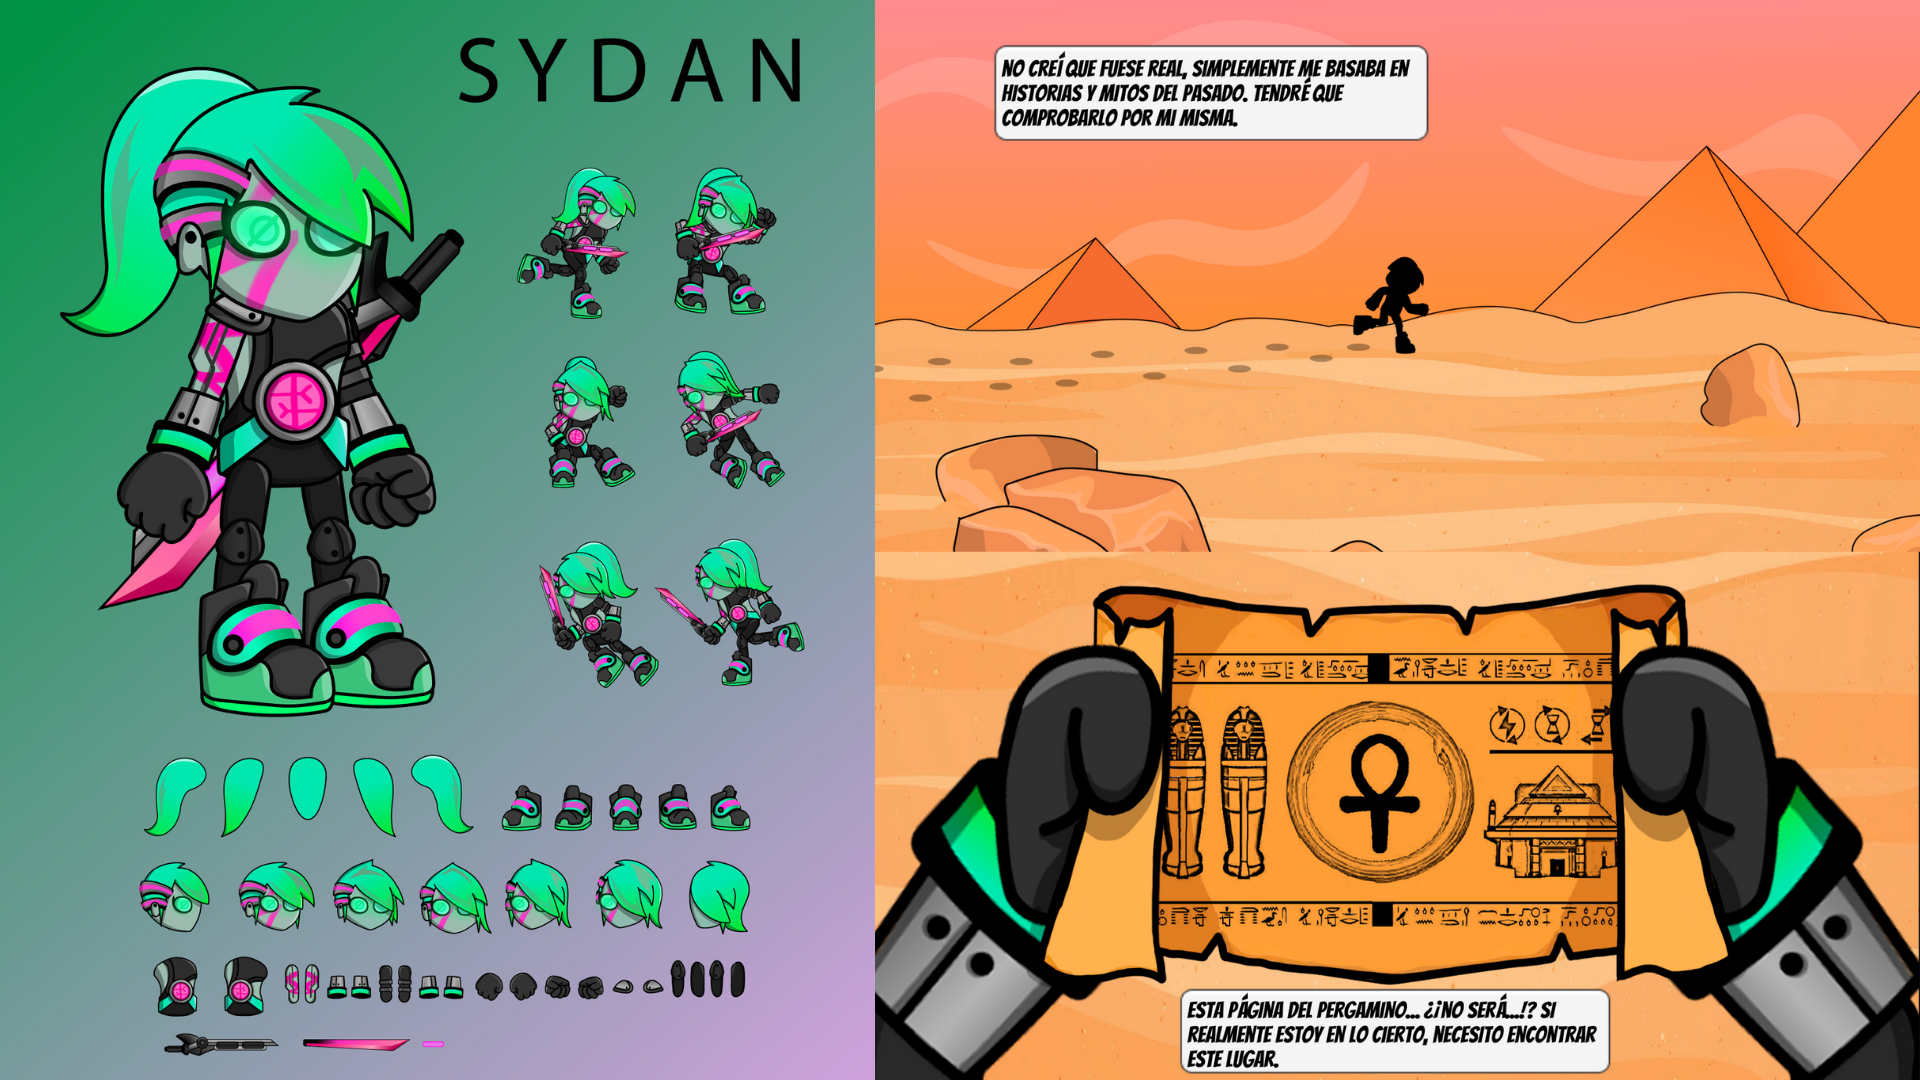 SYDAN
NO CREÍ QUE FUESE REAL, SIMPLEMENTE ME BASABA EN
HISTORIAS Y MITOS DEL PASADO. TENDRÉ QUE
COMPROBARLO POR MI MISMA.
ESTA PÁGINA DEL PERGAMINO... ¿¡NO SERÁ...!? SI
REALMENTE ESTOY EN LO CIERTO, NECESITO ENCONTRAR
ESTE LUGAR.